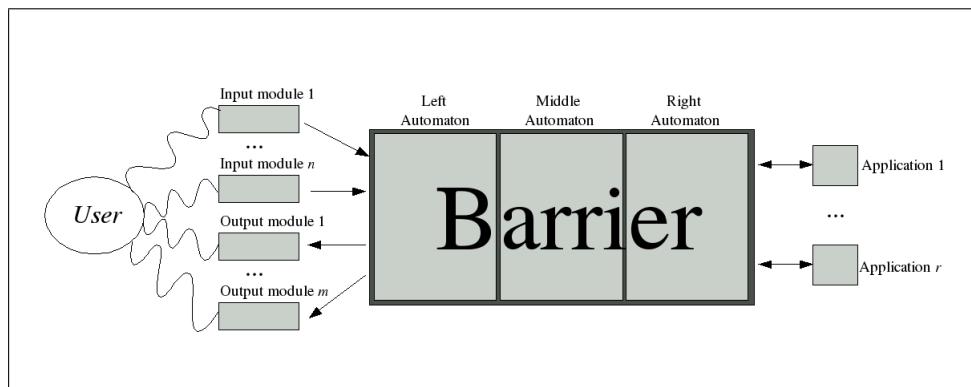 Input module 1
...
Input module n
Output module 1
...
Output module m
User
Left
Automaton
Middle
Automaton
Right
Automaton
Barrier
Application 1
...
Application r